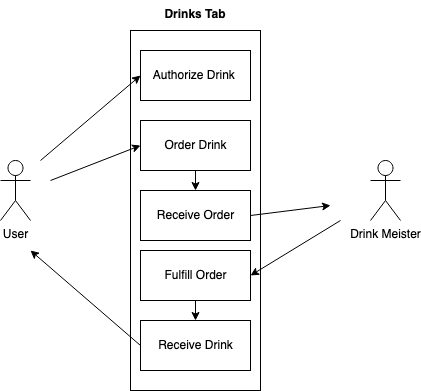 Drinks Tab
Authorize Drink
Order Drink
Receive Order
User
Drink Meister
Fulfill Order
Receive Drink